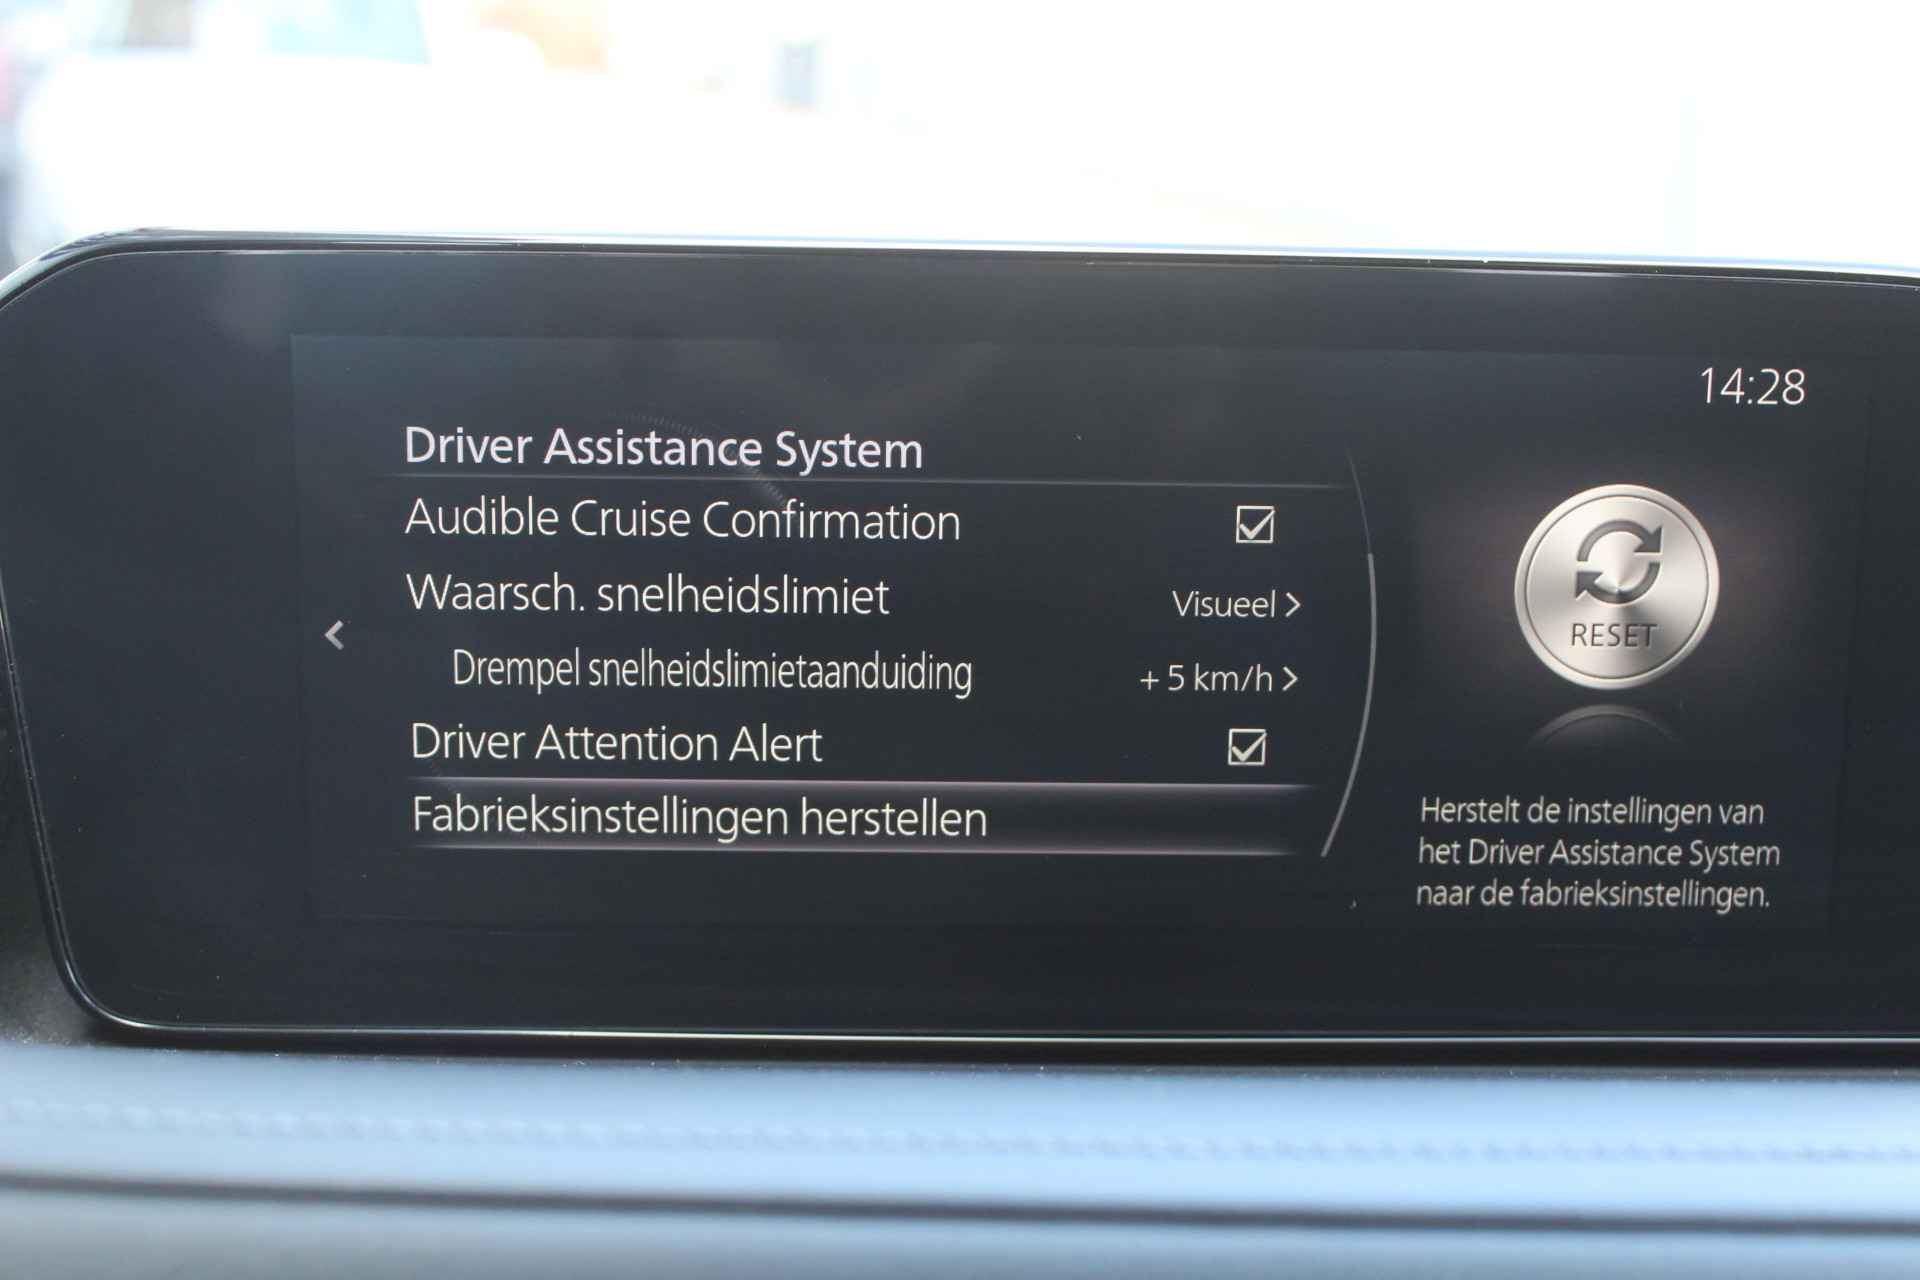 14:28
Driver Assistance System
Audible Cruise Confirmation
Waarsch. snelheidslimiet Visueel >
Drempel snelheidslimietaanduiding + 5 km/h >
Driver Attention Alert
Fabrieksinstellingen herstellen
RESET
Herstelt de instellingen van
het Driver Assistance System
naar de fabrieksinstellingen.